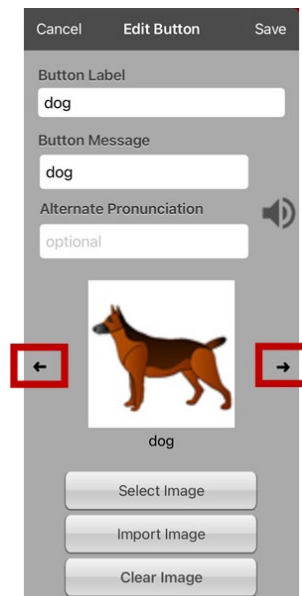 Cancel Edit Button Save
Button Label
dog
Button Message
dog
Alternate Pronunciation
optional
dog
Select Image
Import Image
Clear Image